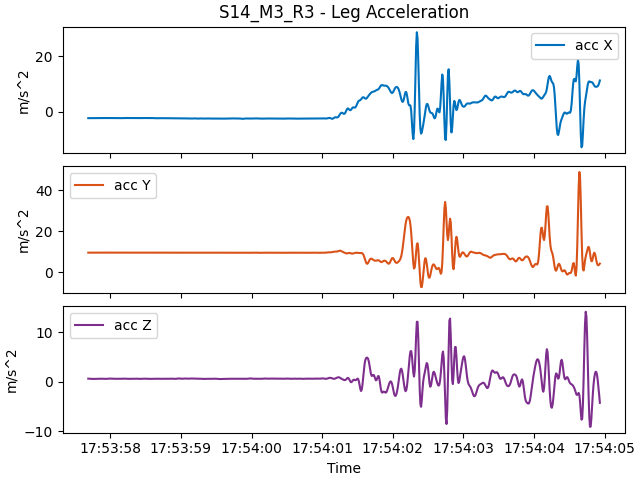 S14_M3_R3 - Leg Acceleration
20
0
m/s^2
acc X
40
20
0
m/s^2
acc Y
10
0
−10
m/s^2
acc Z
17:53:58 17:53:59 17:54:00 17:54:01 17:54:02 17:54:03 17:54:04 17:54:05
Time